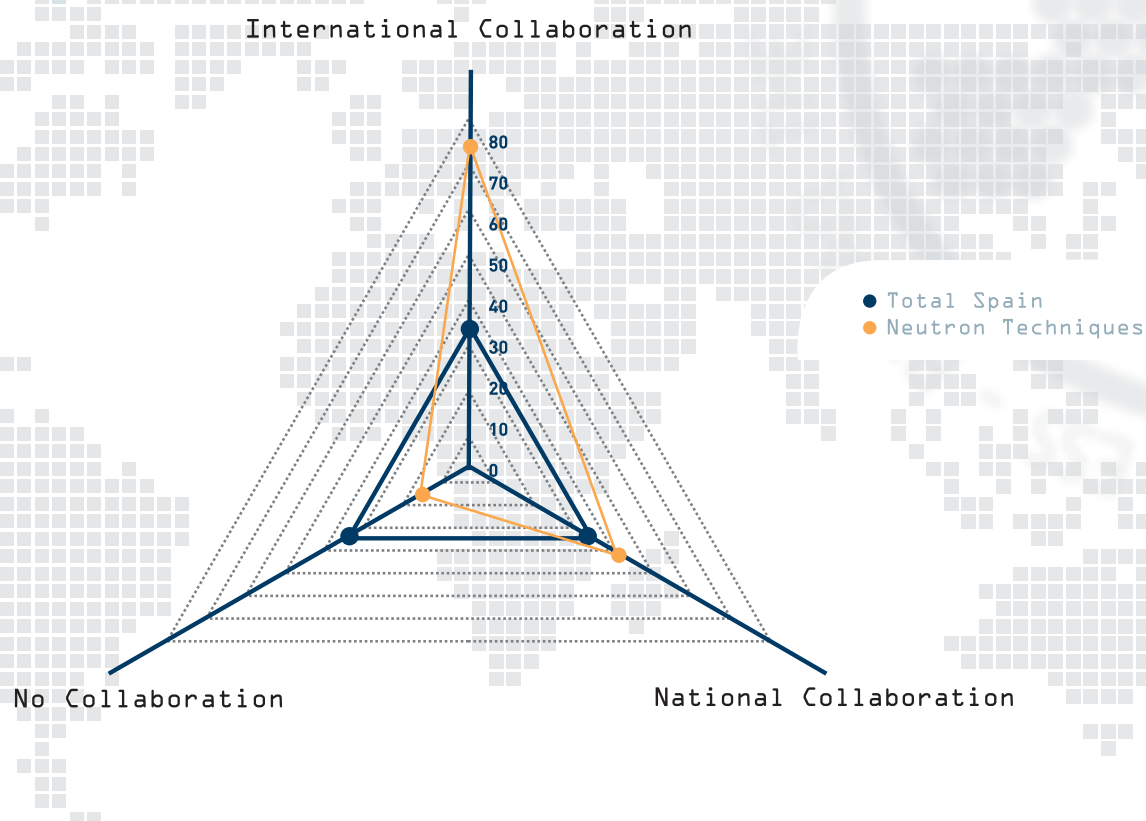 International Collaboration
80
70
60
50
40
30
20
10
0
Total Spain
Neutron Techniques
No Collaboration
National Collaboration